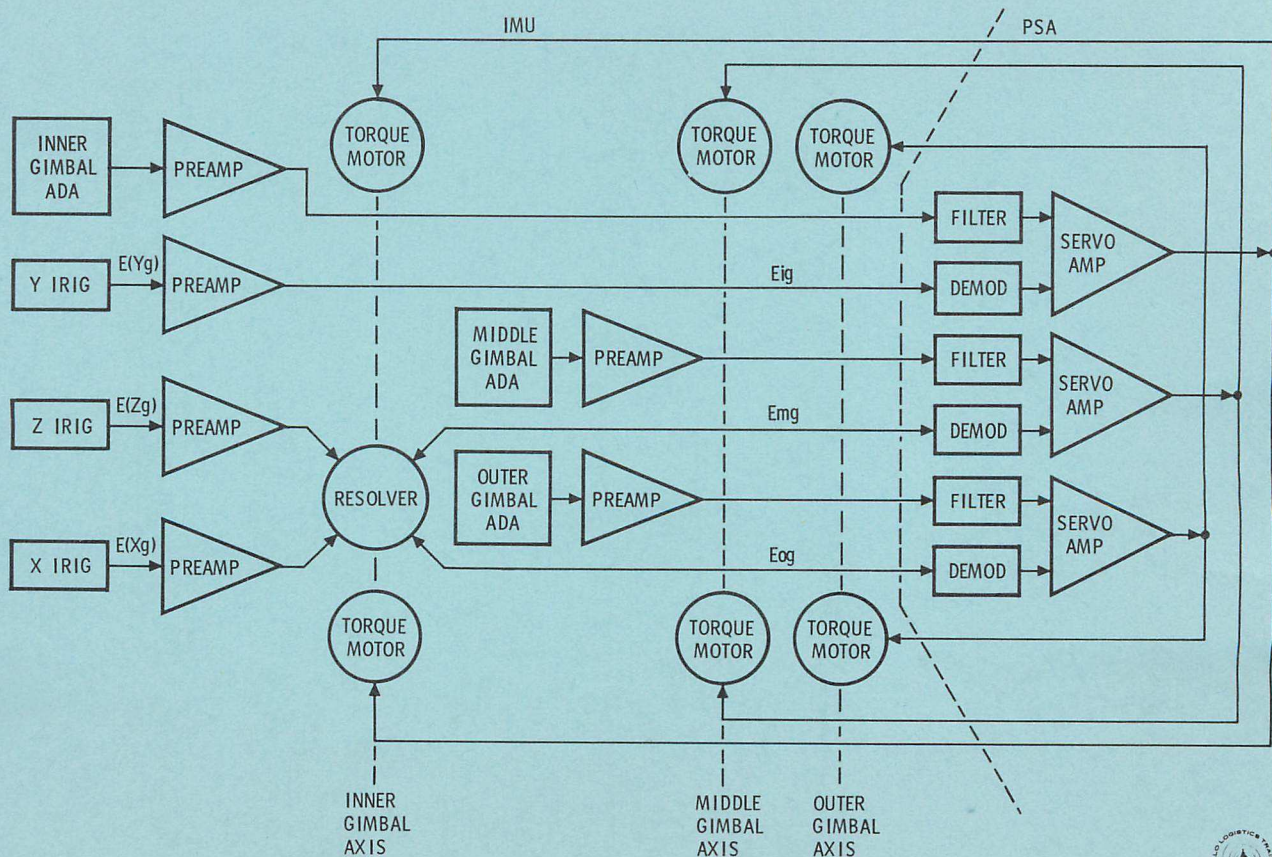 IMU
PSA
INNER
GIMBAL
ADA
PREAMP
TORQUE
MOTOR
TORQUE
MOTOR
TORQUE
MOTOR
FILTER
SERVO
AMP
Y IRIG
E(Yg)
PREAMP
Eig
DEMOD
MIDDLE
GIMBAL
ADA
PREAMP
FILTER
SERVO
AMP
Z IRIG
E(Zg)
PREAMP
Emg
DEMOD
RESOLVER
OUTER
GIMBAL
ADA
PREAMP
FILTER
SERVO
AMP
X IRIG
E(Xg)
PREAMP
Eog
DEMOD
TORQUE
MOTOR
TORQUE
MOTOR
TORQUE
MOTOR
INNER
GIMBAL
AXIS
MIDDLE
GIMBAL
AXIS
OUTER
GIMBAL
AXIS
LOGISTICS